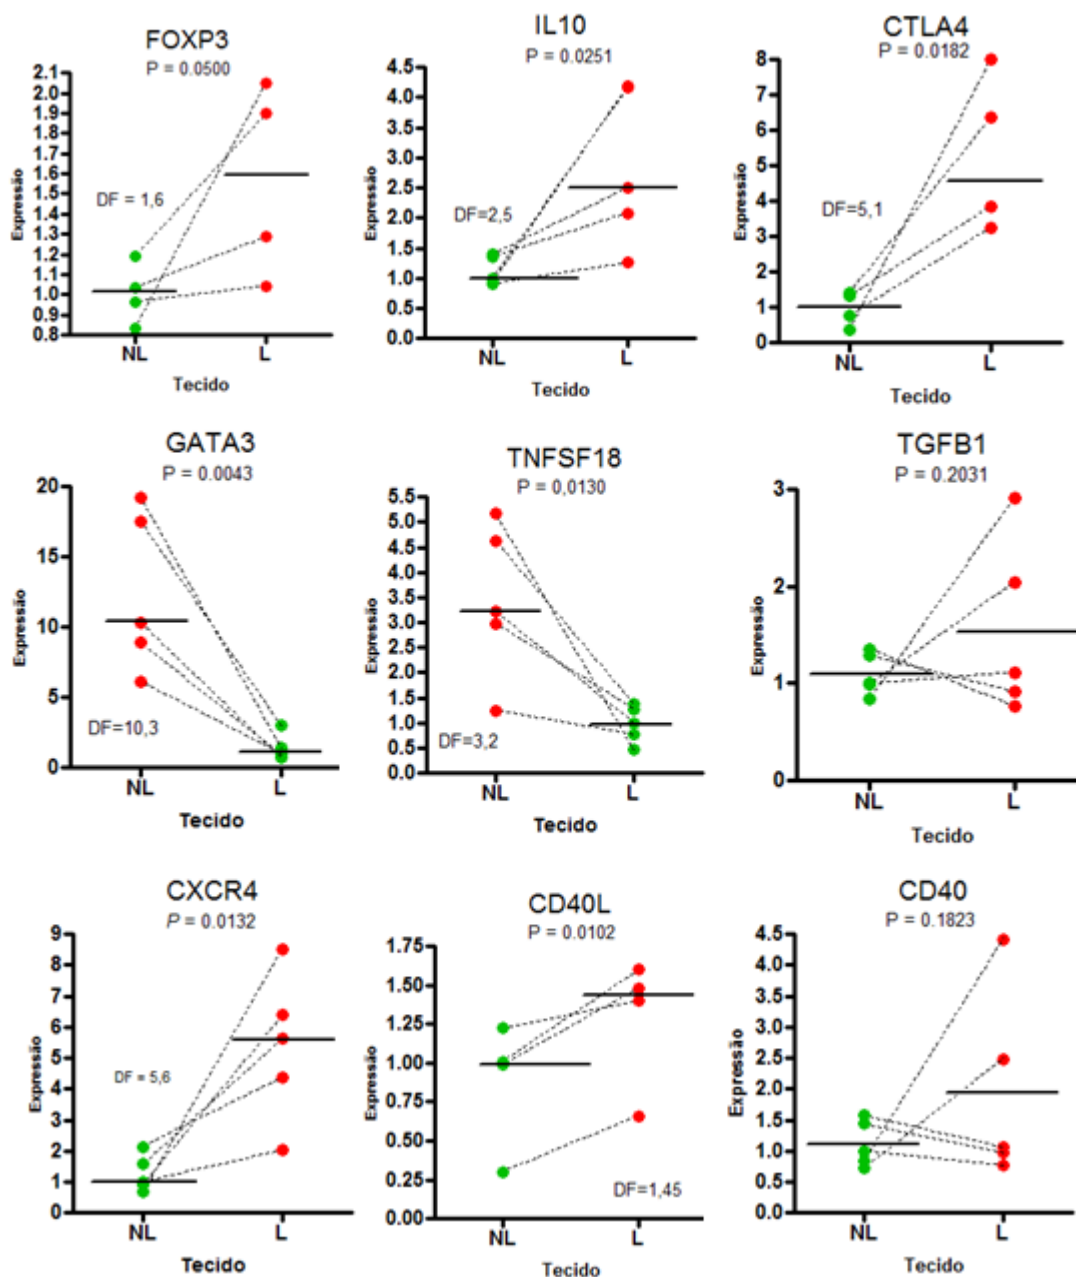 FOXP3
P = 0.0500
2.1
2.0
1.9
1.8
1.7
1.6
1.5
1.4
1.3
1.2
1.1
1.0
0.9
0.8
Expressão
DF = 1,6
NL
L
Tecido
IL10
P = 0.0251
4.5
4.0
3.5
3.0
2.5
2.0
1.5
1.0
0.5
0.0
Expressão
DF=2,5
NL
L
Tecido
CTLA4
P = 0.0182
8
7
6
5
4
3
2
1
0
Expressão
DF=5,1
NL
L
Tecido
GATA3
P = 0.0043
20
15
10
5
0
Expressão
DF=10,3
NL
L
Tecido
TNFSF18
P = 0,0130
5.5
5.0
4.5
4.0
3.5
3.0
2.5
2.0
1.5
1.0
0.5
0.0
Expressão
DF=3,2
NL
L
Tecido
TGFB1
P = 0.2031
3
2
1
0
Expressão
NL
L
Tecido
CXCR4
P = 0.0132
9
8
7
6
5
4
3
2
1
0
Expressão
DF = 5,6
NL
L
Tecido
CD40L
P = 0.0102
1.75
1.50
1.25
1.00
0.75
0.50
0.25
0.00
Expressão
DF=1,45
NL
L
Tecido
CD40
P = 0.1823
4.5
4.0
3.5
3.0
2.5
2.0
1.5
1.0
0.5
0.0
Expressão
NL
L
Tecido